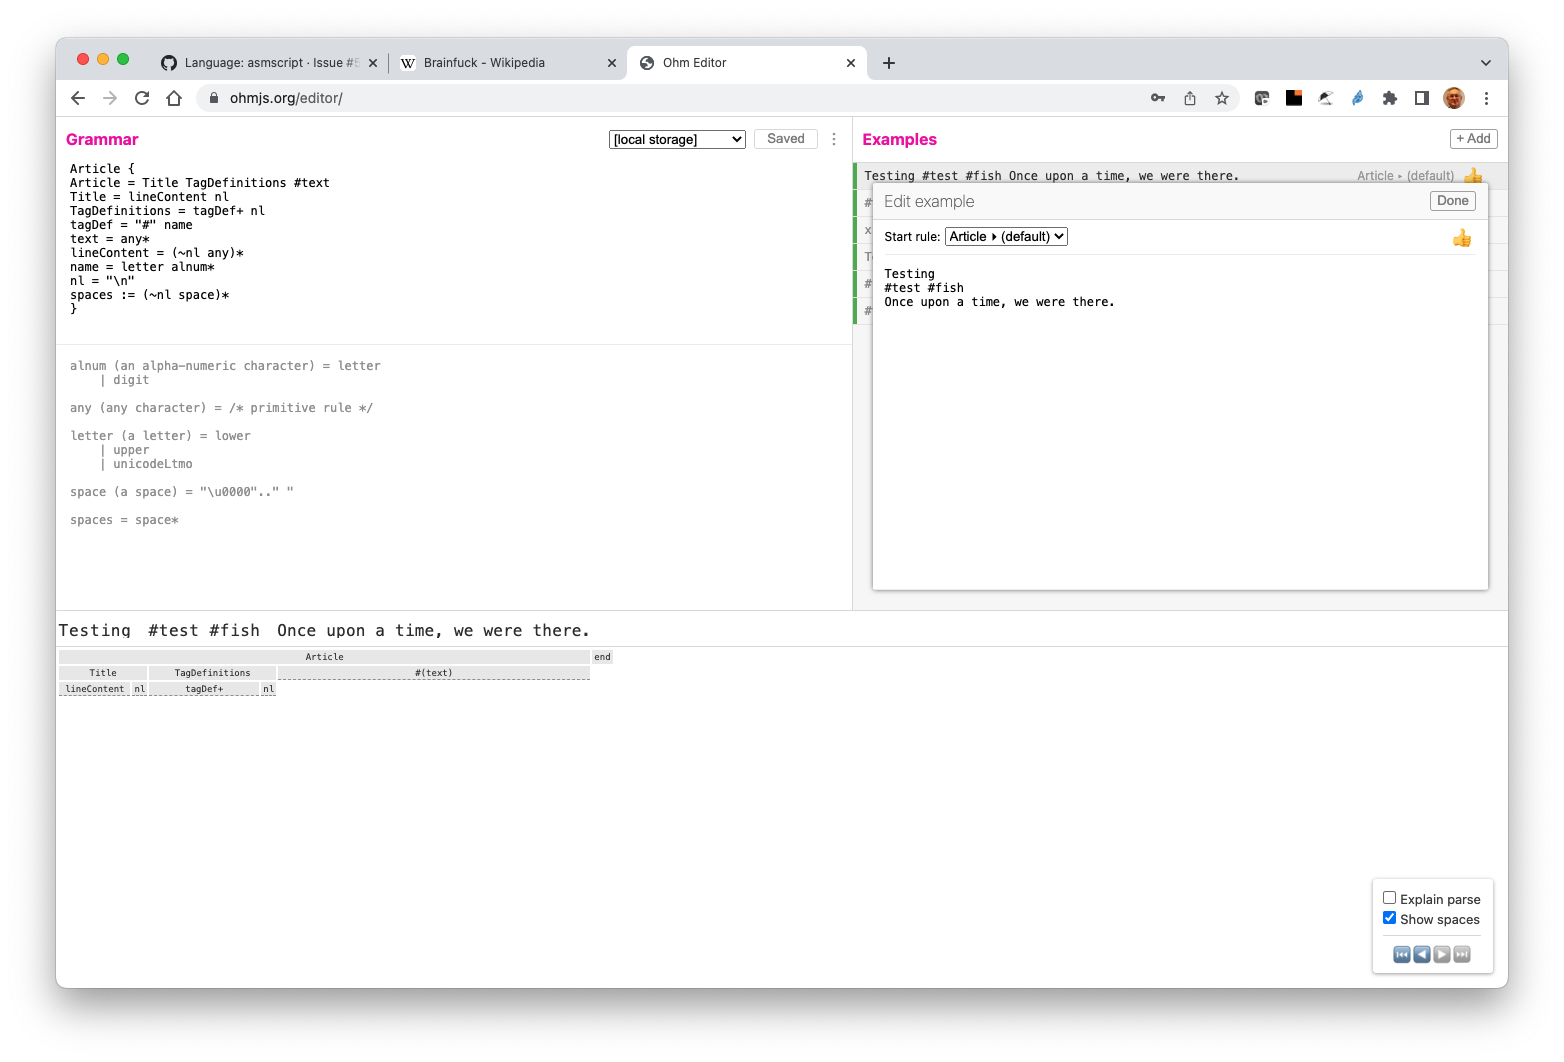 Language: asmscript · Issue #
Brainfuck - Wikipedia
Ohm Editor
ohmjs.org/editor/
Grammar
[local storage]
Saved
Article {
Article = Title TagDefinitions #text
Title = lineContent nl
TagDefinitions = tagDef+ nl
tagDef = "#" name
text = any*
lineContent = (~nl any)*
name = letter alnum*
nl = "\n"
spaces := (~nl space)*
}
alnum (an alpha-numeric character) = letter
| digit
any (any character) = /* primitive rule */
letter (a letter) = lower
| upper
| unicodeLtmo
space (a space) = "\u0000".." "
spaces = space*
Examples
+ Add
Testing #test #fish Once upon a time, we were there.
Article ▸ (default)
#
x
T
#
#
Edit example
Done
Start rule:
Article ▸ (default)
Testing
#test #fish
Once upon a time, we were there.
Testing #test #fish Once upon a time, we were there.
Article end
Title TagDefinitions #(text)
lineContent nl tagDef+ nl
Explain parse
Show spaces